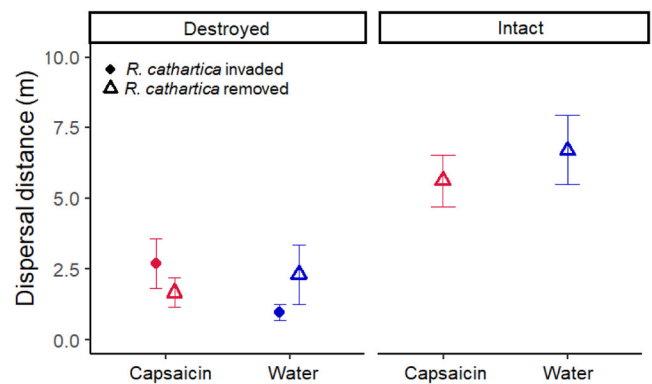 Destroyed
Intact
Dispersal distance (m)
10.0
7.5
5.0
2.5
0.0
R. cathartica invaded
R. cathartica removed
Capsaicin
Water
Capsaicin
Water